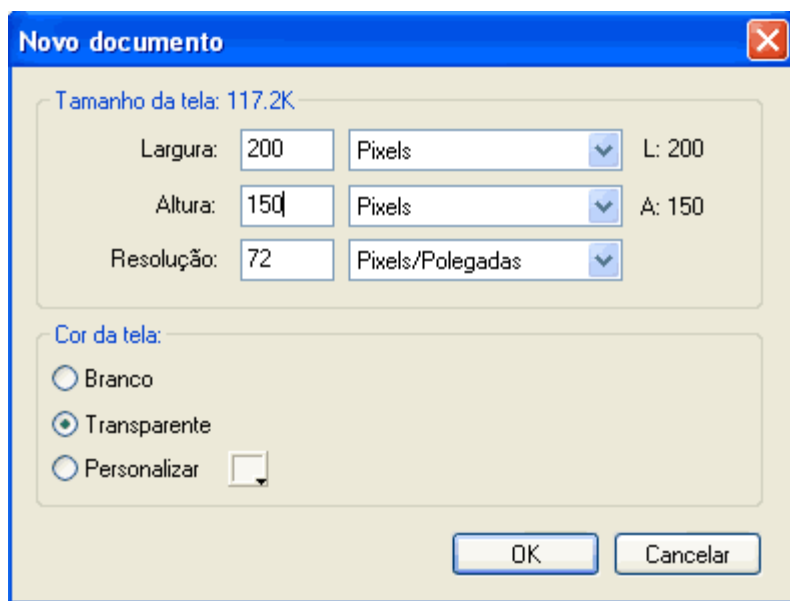 Novo documento
Tamanho da tela: 117.2K
Largura: 200 Pixels L: 200
Altura: 150 Pixels A: 150
Resolução: 72 Pixels/Polegadas
Cor da tela:
Branco
Transparente
Personalizar
OK Cancelar